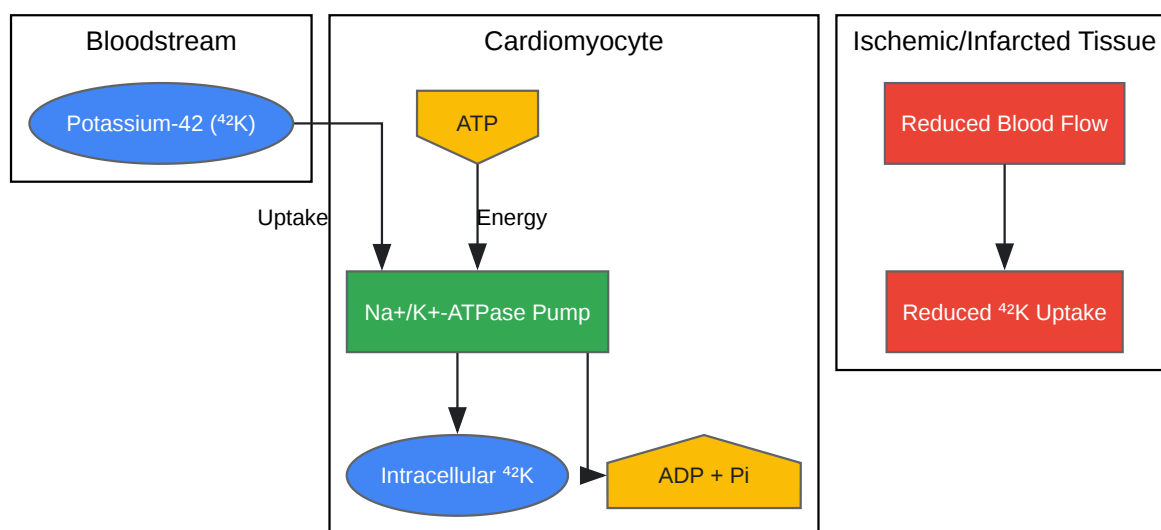 Bloodstream
Potassium-42 (⁴²K)
Uptake
Cardiomyocyte
ATP
Energy
Na+/K+-ATPase Pump
Intracellular ⁴²K
ADP + Pi
Ischemic/Infarcted Tissue
Reduced Blood Flow
Reduced ⁴²K Uptake